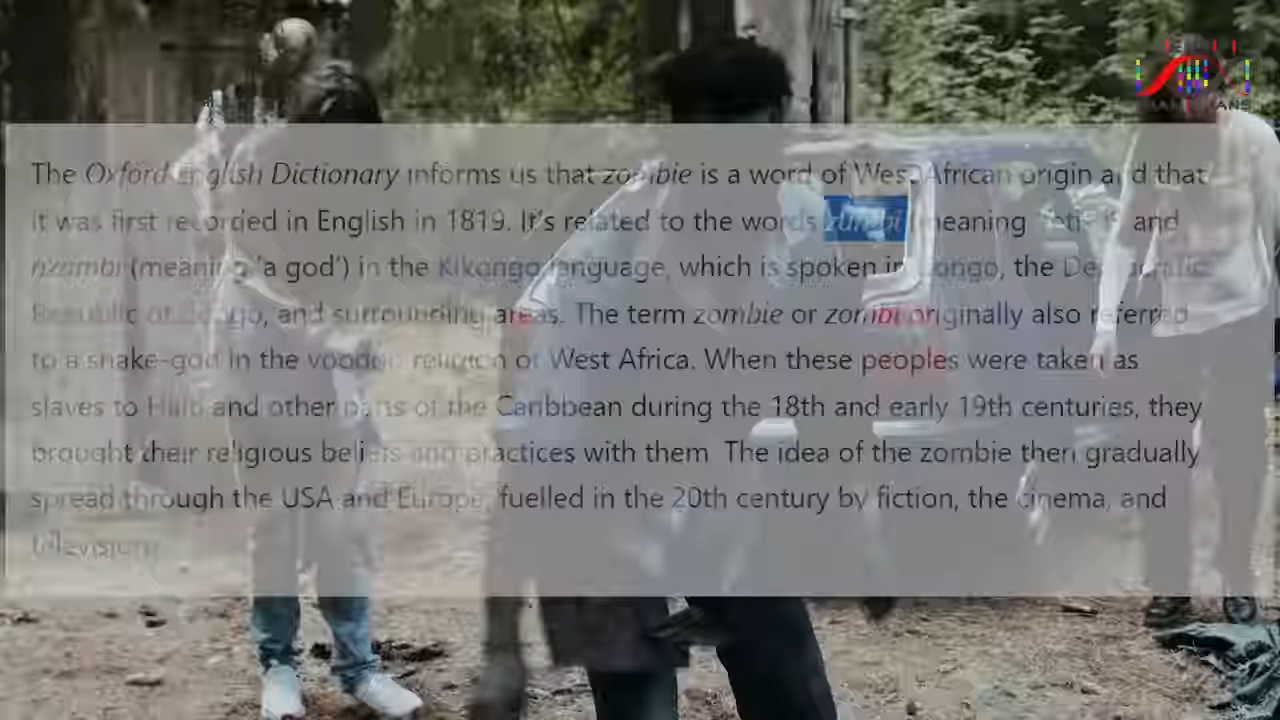 The Oxford English Dictionary informs us that zombie is a word of West African origin and that
it was first recorded in English in 1819. It's related to the words zumbi (meaning 'fetish') and
nzambi (meaning 'a god') in the Kikongo language, which is spoken in Congo, the Democratic
Republic of Congo, and surrounding areas. The term zombie or zombi originally also referred
to a snake-god in the voodoo religion of West Africa. When these peoples were taken as
slaves to Haiti and other parts of the Caribbean during the 18th and early 19th centuries, they
brought their religious beliefs and practices with them. The idea of the zombie then gradually
spread through the USA and Europe, fuelled in the 20th century by fiction, the cinema, and
television.